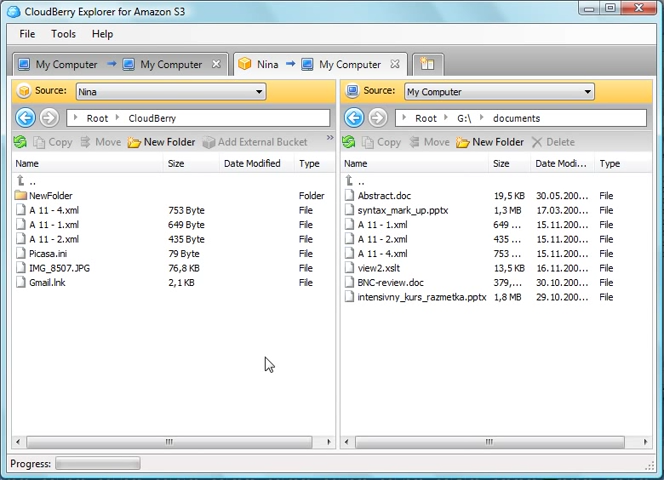 CloudBerry Explorer for Amazon S3
File Tools Help
My Computer My Computer Nina My Computer
Source: Nina
Root CloudBerry
Copy Move New Folder Add External Bucket »
Name Size Date Modified Type
..
NewFolder Folder
A 11 - 4.xml 753 Byte File
A 11 - 1.xml 649 Byte File
A 11 - 2.xml 435 Byte File
Picasa.ini 79 Byte File
IMG_8507.JPG 76,8 KB File
Gmail.lnk 2,1 KB File
Source: My Computer
Root G:\ documents
Copy Move New Folder Delete
Name Size Date Modi... Type
..
Abstract.doc 19,5 KB 30.05.200... File
syntax_mark_up.pptx 1,3 MB 17.03.200... File
A 11 - 1.xml 649 ... 15.11.200... File
A 11 - 2.xml 435 ... 15.11.200... File
A 11 - 4.xml 753 ... 15.11.200... File
view2.xslt 13,5 KB 16.11.200... File
BNC-review.doc 379,... 30.10.200... File
intensivny_kurs_razmetka.pptx 1,8 MB 29.10.200... File
Progress: